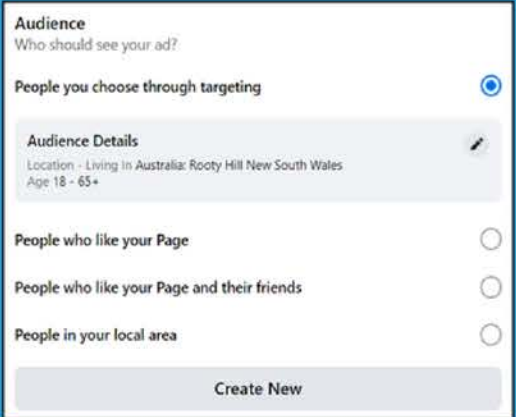 Audience
Who should see your ad?
People you choose through targeting
Audience Details
Location - Living In Australia: Rooty Hill New South Wales
Age 18 - 65+
People who like your Page
People who like your Page and their friends
People in your local area
Create New